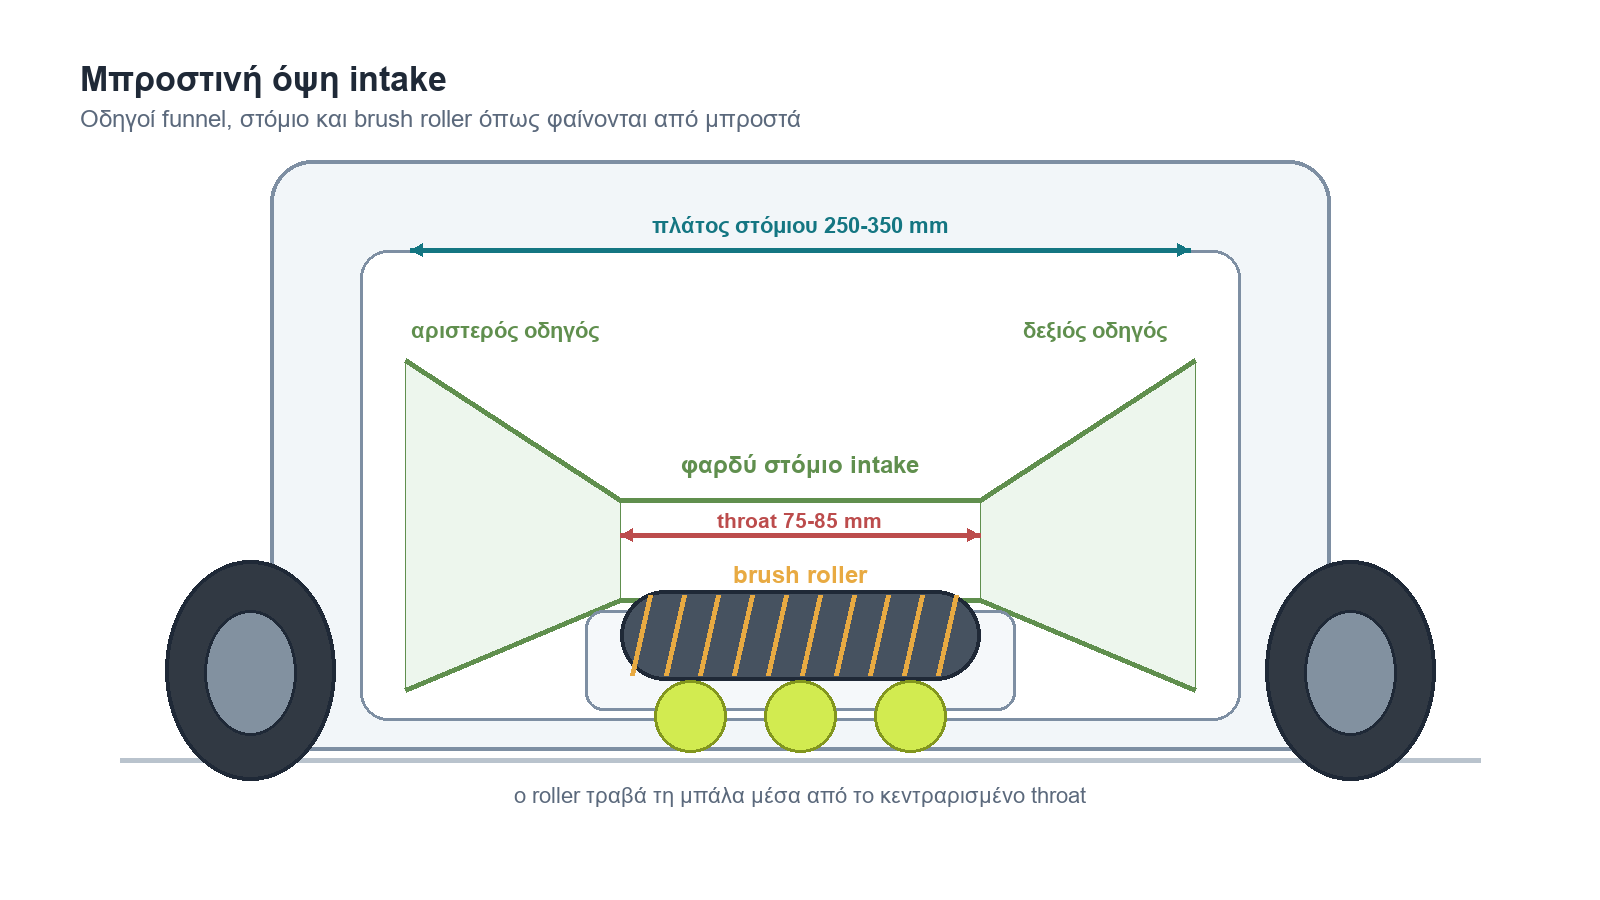 Μπροστινή όψη intake
Οδηγοί funnel, στόμιο και brush roller όπως φαίνονται από μπροστά
πλάτος στόμιου 250-350 mm
αριστερός οδηγός
δεξιός οδηγός
φαρδύ στόμιο intake
throat 75-85 mm
brush roller
ο roller τραβά τη μπάλα μέσα από το κεντραρισμένο throat